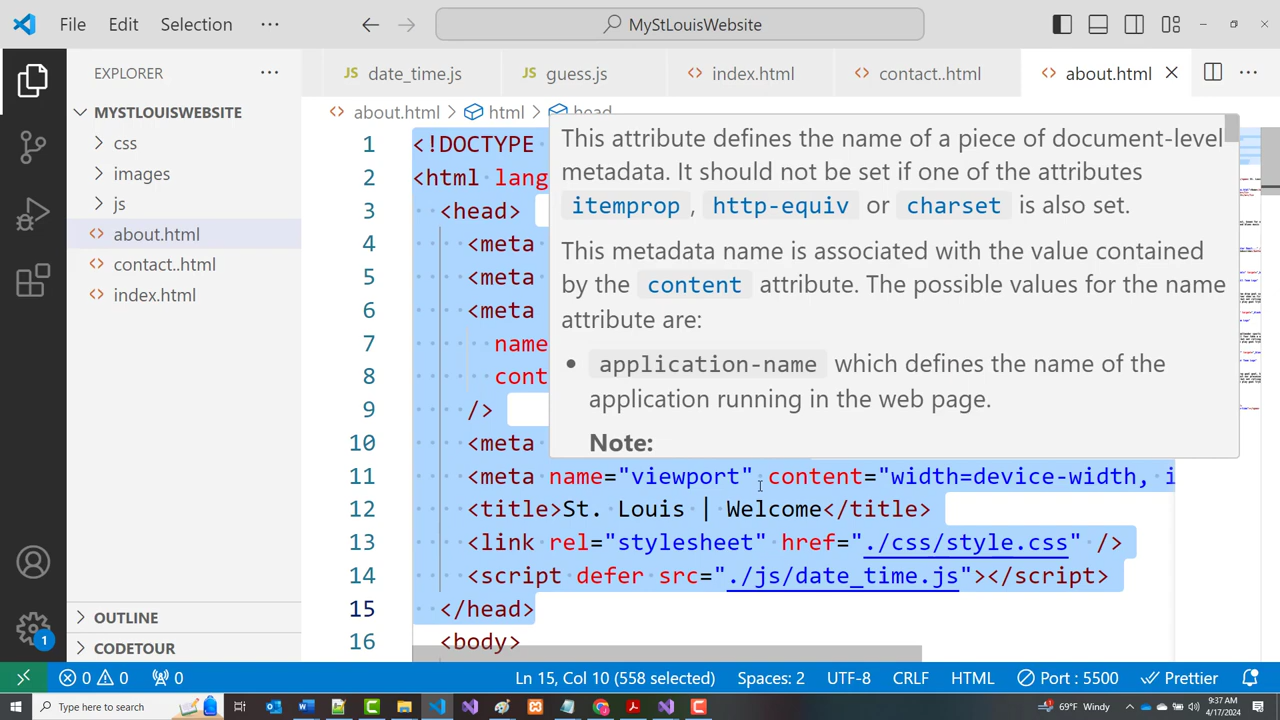 File Edit Selection ···
MyStLouisWebsite
EXPLORER ···
MYSTLOUISWEBSITE
css
images
js
about.html
contact..html
index.html
OUTLINE
CODETOUR
1
JS date_time.js
JS guess.js
<> index.html
<> contact..html
<> about.html
about.html > html > head
1 <!DOCTYPE
2 <html lang
3 <head>
4 <meta
5 <meta
6 <meta
7 name
8 cont
9 />
10 <meta
11 <meta name="viewport" content="width=device-width, i
12 <title>St. Louis | Welcome</title>
13 <link rel="stylesheet" href="./css/style.css" />
14 <script defer src="./js/date_time.js"></script>
15 </head>
16 <body>
This attribute defines the name of a piece of document-level
metadata. It should not be set if one of the attributes
itemprop, http-equiv or charset is also set.
This metadata name is associated with the value contained
by the content attribute. The possible values for the name
attribute are:
• application-name which defines the name of the
application running in the web page.
Note:
0 0 0
Ln 15, Col 10 (558 selected) Spaces: 2 UTF-8 CRLF HTML Port : 5500 Prettier
Type here to search
69°F
9:37 AM
4/17/2024